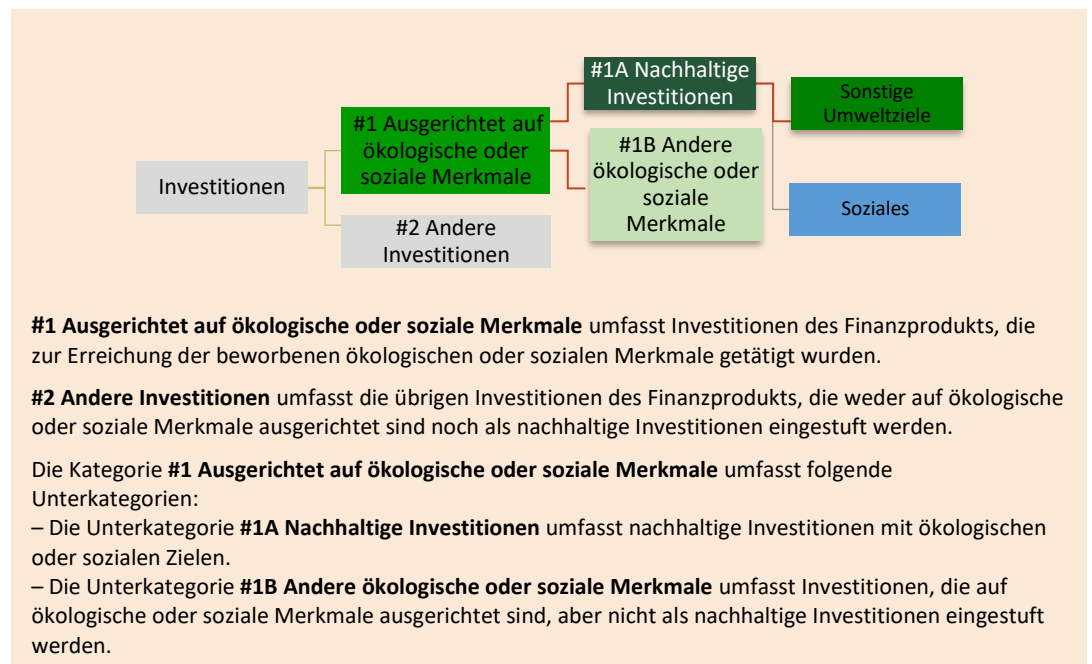 Investitionen
#1 Ausgerichtet auf
ökologische oder
soziale Merkmale
#2 Andere
Investitionen
#1A Nachhaltige
Investitionen
#1B Andere
ökologische oder
soziale
Merkmale
Sonstige
Umweltziele
Soziales
#1 Ausgerichtet auf ökologische oder soziale Merkmale umfasst Investitionen des Finanzprodukts, die
zur Erreichung der beworbenen ökologischen oder sozialen Merkmale getätigt wurden.
#2 Andere Investitionen umfasst die übrigen Investitionen des Finanzprodukts, die weder auf ökologische
oder soziale Merkmale ausgerichtet sind noch als nachhaltige Investitionen eingestuft werden.
Die Kategorie #1 Ausgerichtet auf ökologische oder soziale Merkmale umfasst folgende
Unterkategorien:
– Die Unterkategorie #1A Nachhaltige Investitionen umfasst nachhaltige Investitionen mit ökologischen
oder sozialen Zielen.
– Die Unterkategorie #1B Andere ökologische oder soziale Merkmale umfasst Investitionen, die auf
ökologische oder soziale Merkmale ausgerichtet sind, aber nicht als nachhaltige Investitionen eingestuft
werden.